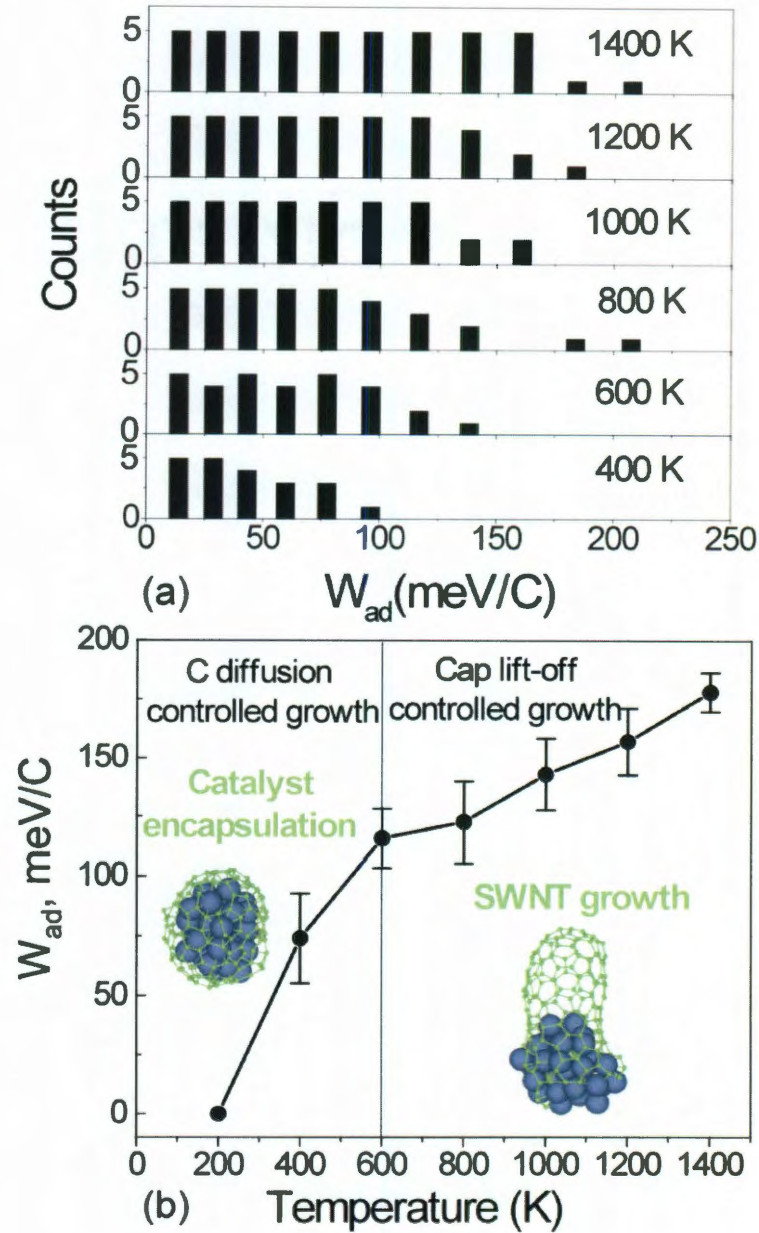 5
0
1400 K
5
0
1200 K
5
0
1000 K
5
0
800 K
5
0
600 K
5
0
400 K
Counts
0 50 100 150 200 250
(a) W_ad(meV/C)
200
150
100
50
0
W_ad, meV/C
C diffusion
controlled growth
Cap lift-off
controlled growth
Catalyst
encapsulation
SWNT growth
0 200 400 600 800 1000 1200 1400
(b) Temperature (K)